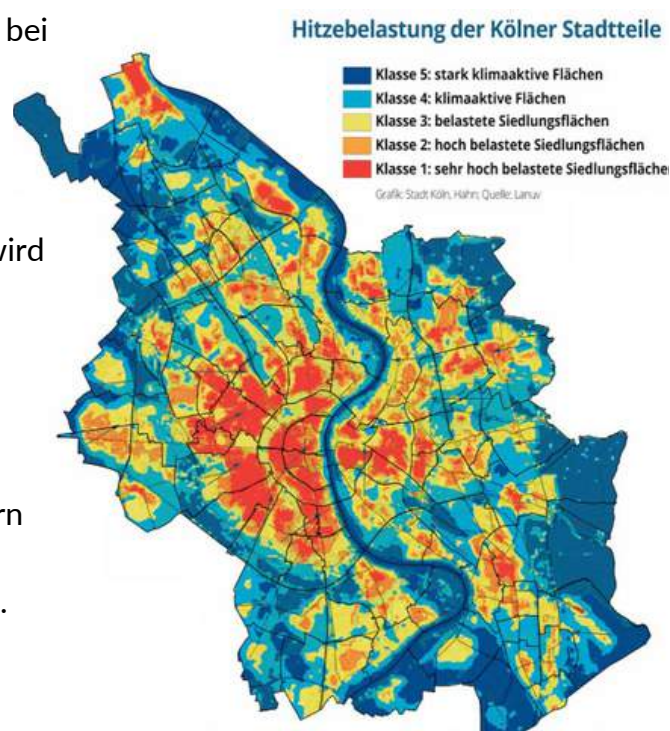 bei
wird
rn
.
Hitzebelastung der Kölner Stadtteile
Klasse 5: stark klimaaktive Flächen
Klasse 4: klimaaktive Flächen
Klasse 3: belastete Siedlungsflächen
Klasse 2: hoch belastete Siedlungsflächen
Klasse 1: sehr hoch belastete Siedlungsfläche
Grafik: Stadt Köln, Hahn; Quelle: Lanuv